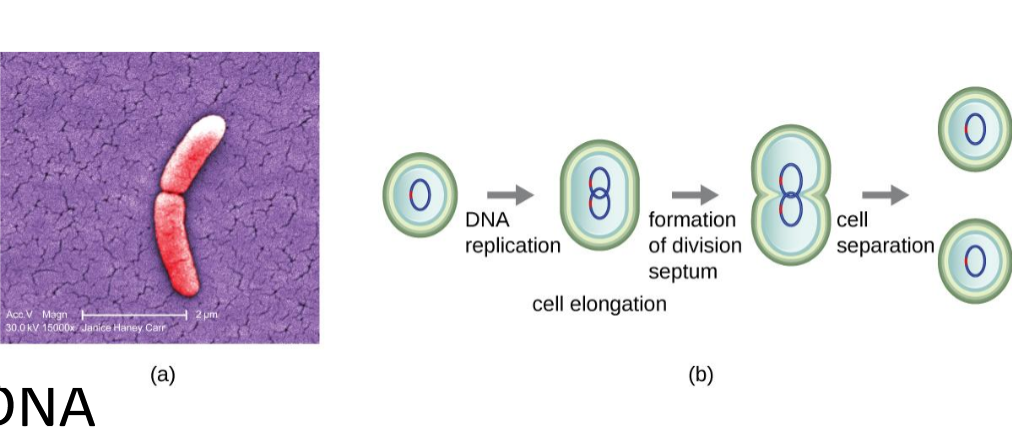 Acc.V Magn 2 µm
30.0 kV 15000x Janice Haney Carr
(a)
DNA
replication
cell elongation
formation
of division
septum
cell
separation
(b)
DNA